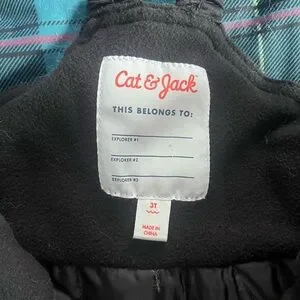 Cat & Jack
THIS BELONGS TO:
EXPLORER #1
EXPLORER #2
EXPLORER #3
3T
MADE IN
CHINA